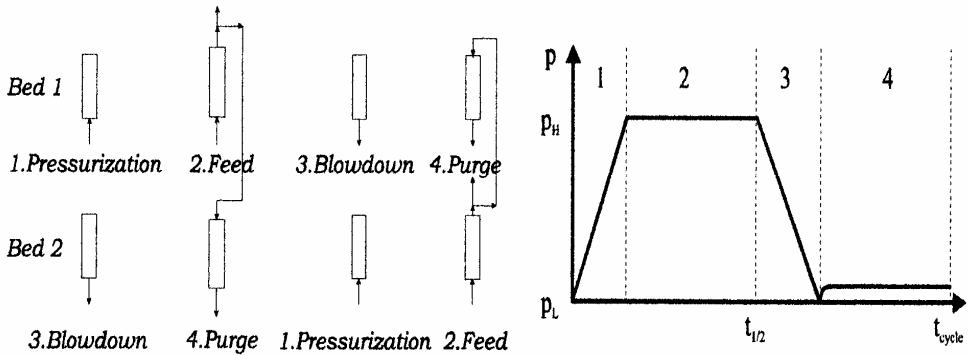 Bed 1
1.Pressurization 2.Feed 3.Blowdown 4.Purge
Bed 2
3.Blowdown 4.Purge 1.Pressurization 2.Feed
p
1 2 3 4
p_H
p_L
t_1/2 t_cycle